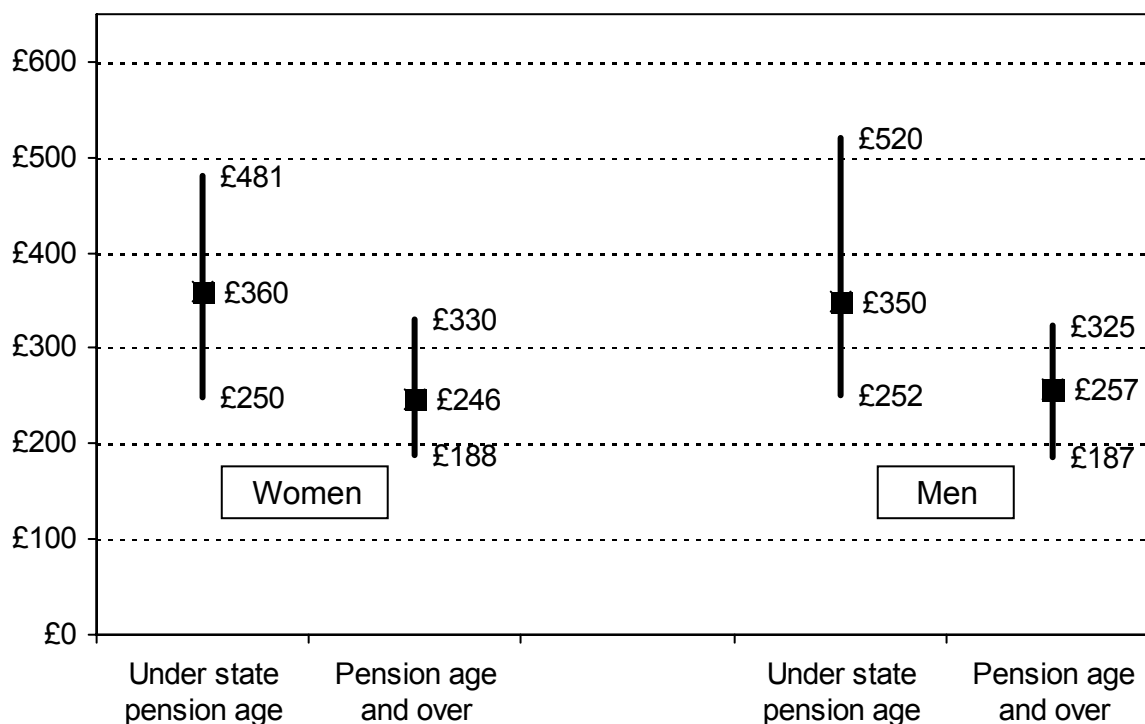 £600
£500
£400
£300
£200
£100
£0
£481
£360
£250
£330
£246
£188
£520
£350
£252
£325
£257
£187
Women
Men
Under state
pension age
Pension age
and over
Under state
pension age
Pension age
and over